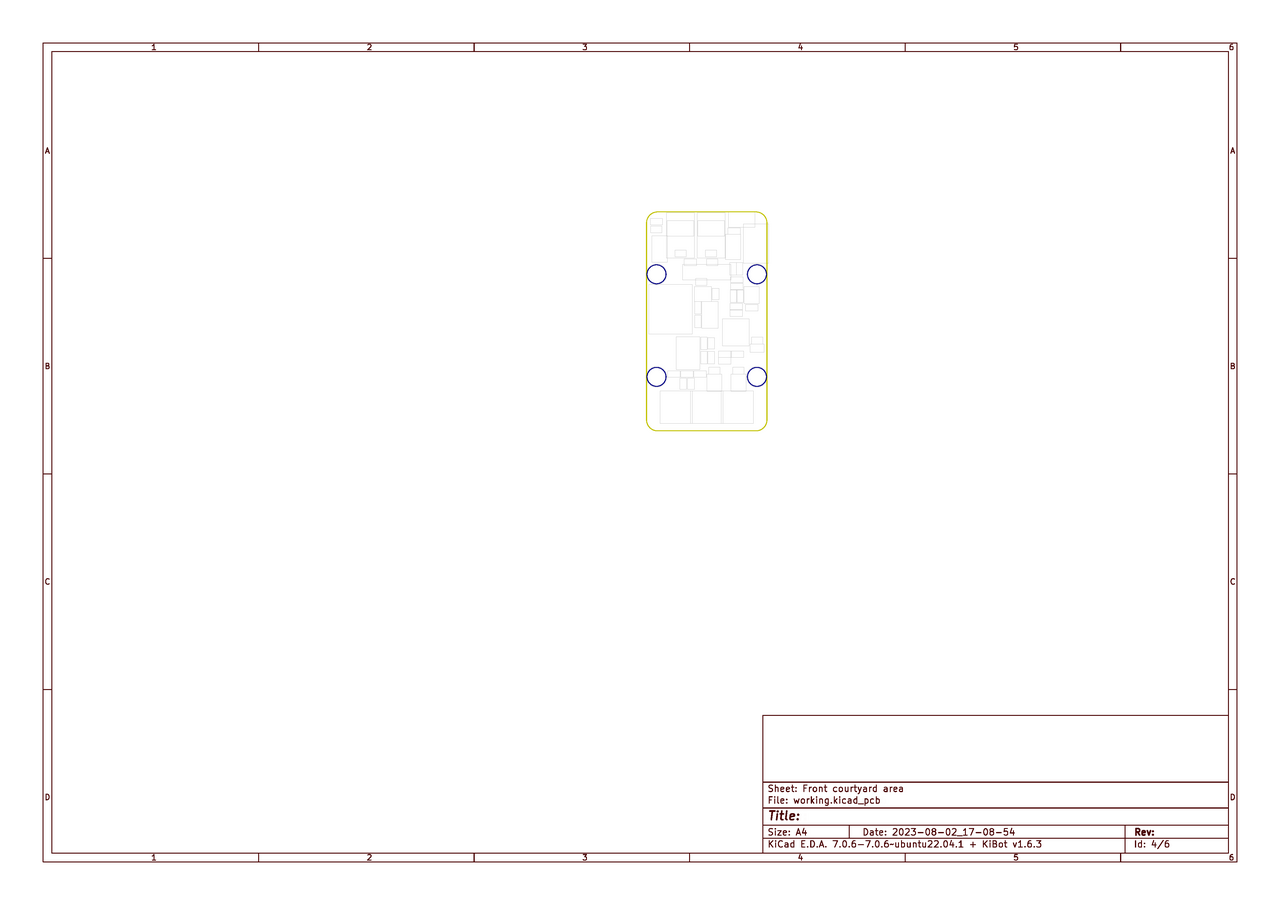 1 2 3 4 5 6
A A
B B
C C
D D
Sheet: Front courtyard area
File: working.kicad_pcb
Title:
Size: A4 Date: 2023-08-02_17-08-54 Rev:
KiCad E.D.A. 7.0.6-7.0.6~ubuntu22.04.1 + KiBot v1.6.3 Id: 4/6
1 2 3 4 5 6